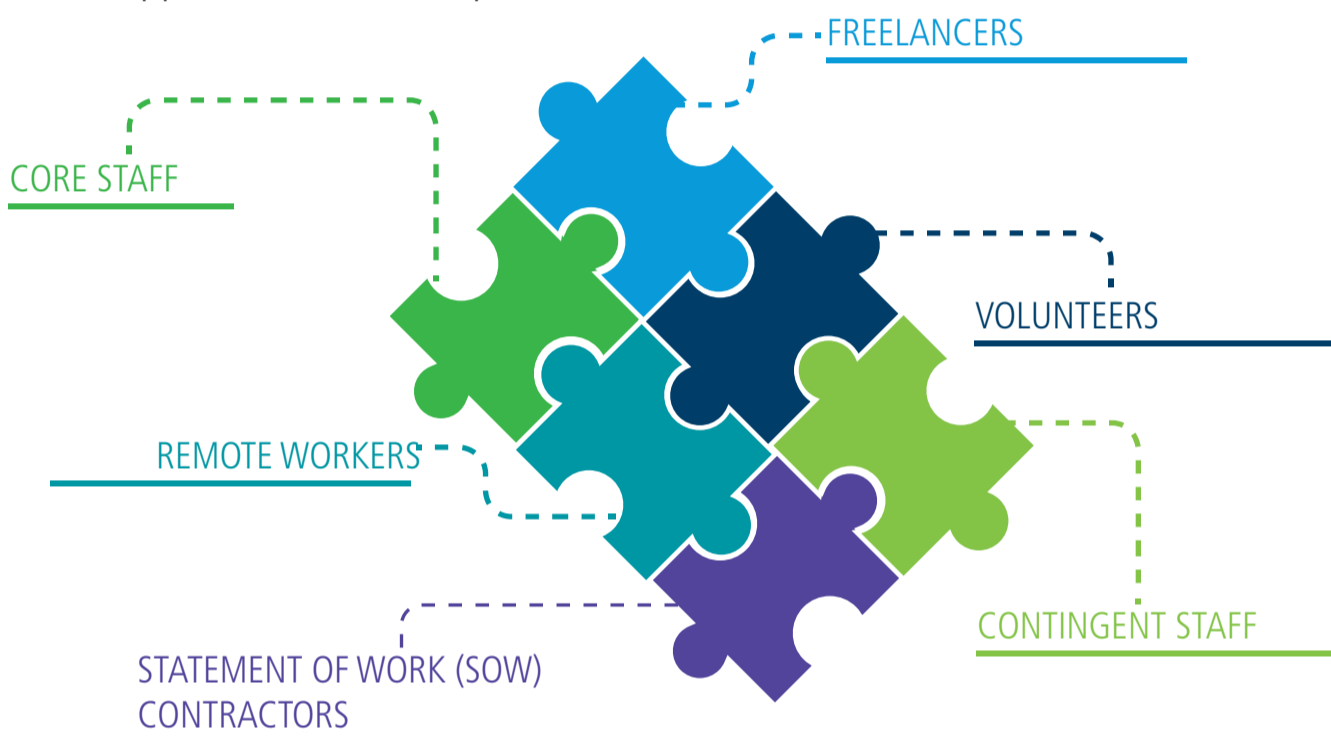 FREELANCERS
CORE STAFF
VOLUNTEERS
REMOTE WORKERS
CONTINGENT STAFF
STATEMENT OF WORK (SOW)
CONTRACTORS